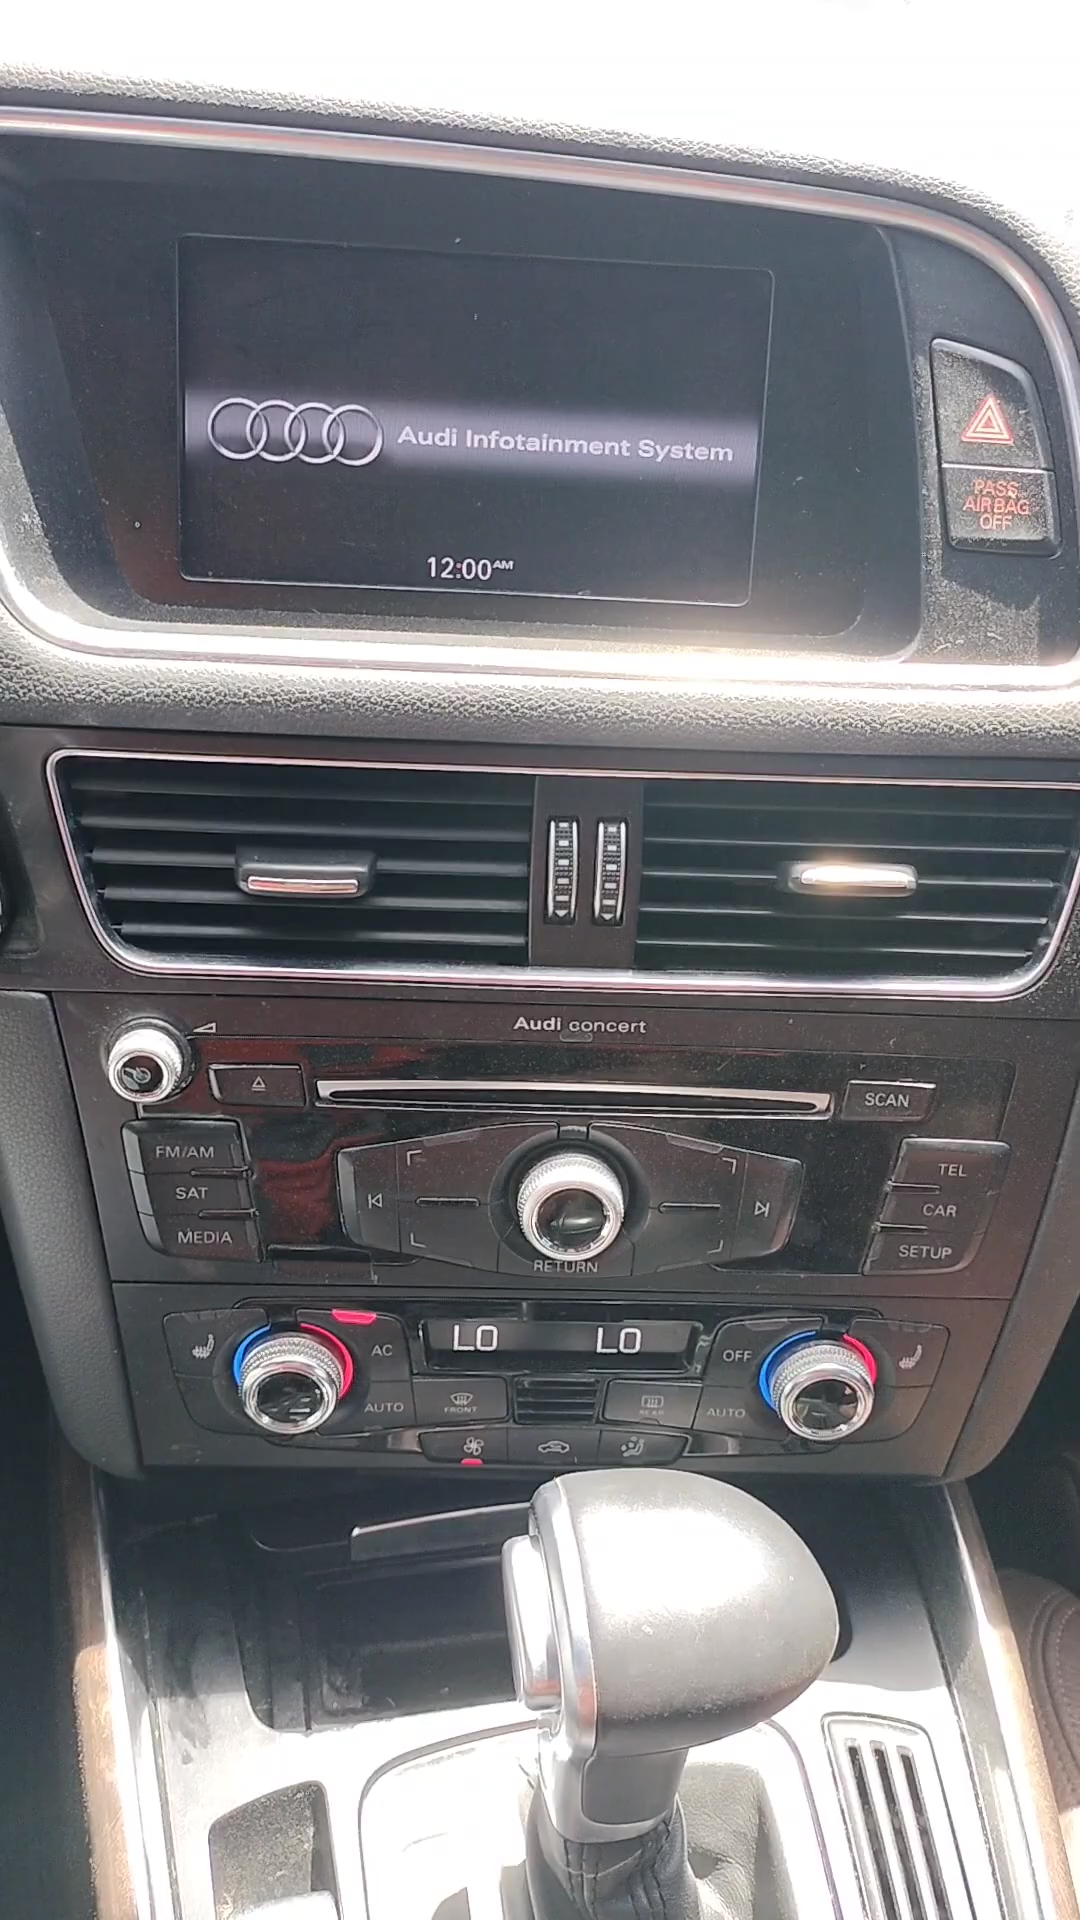 Audi Infotainment System
12:00AM
PASS
AIR BAG
OFF
Audi concert
SCAN
FM/AM
SAT
MEDIA
TEL
CAR
SETUP
RETURN
AC
LO
LO
OFF
AUTO
FRONT
REAR
AUTO